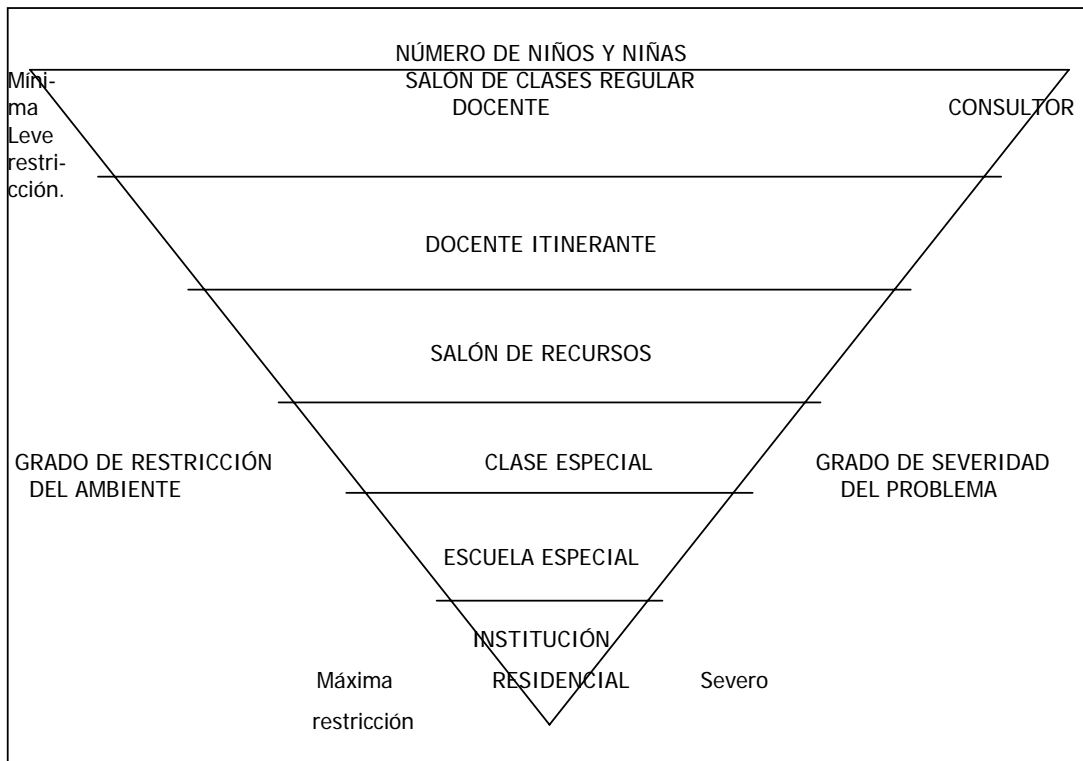 NÚMERO DE NIÑOS Y NIÑAS
Míni-
SALÓN DE CLASES REGULAR
ma
DOCENTE
CONSULTOR
Leve
restri-
cción.
DOCENTE ITINERANTE
SALÓN DE RECURSOS
GRADO DE RESTRICCIÓN
DEL AMBIENTE
CLASE ESPECIAL
GRADO DE SEVERIDAD
DEL PROBLEMA
ESCUELA ESPECIAL
INSTITUCIÓN
Máxima
RESIDENCIAL
Severo
restricción